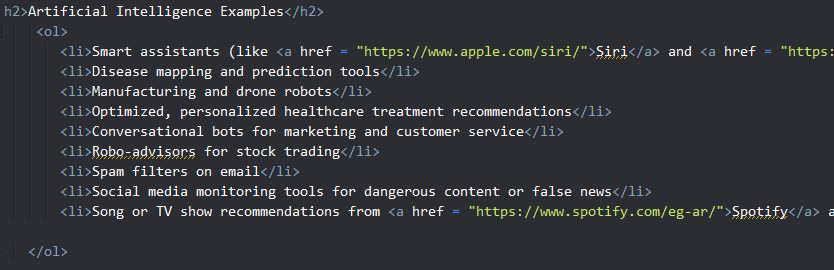 h2>Artificial Intelligence Examples</h2>
<ol>
<li>Smart assistants (like <a href = "https://www.apple.com/siri/">Siri</a> and <a href = "https:
<li>Disease mapping and prediction tools</li>
<li>Manufacturing and drone robots</li>
<li>Optimized, personalized healthcare treatment recommendations</li>
<li>Conversational bots for marketing and customer service</li>
<li>Robo-advisors for stock trading</li>
<li>Spam filters on email</li>
<li>Social media monitoring tools for dangerous content or false news</li>
<li>Song or TV show recommendations from <a href = "https://www.spotify.com/eg-ar/">Spotify</a> a
</ol>